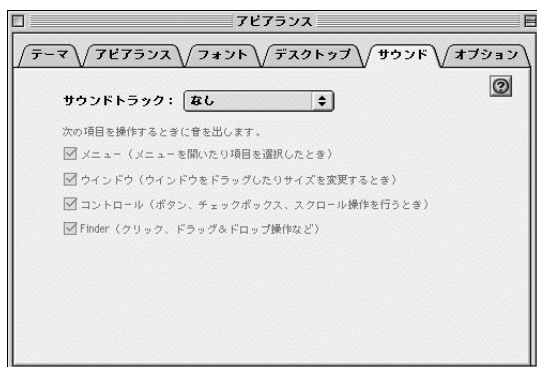 アピアランス
テーマ アピアランス フォント デスクトップ サウンド オプション
サウンドトラック： なし
次の項目を操作するときに音を出します。
メニュー（メニューを開いたり項目を選択したとき）
ウインドウ（ウインドウをドラッグしたりサイズを変更するとき）
コントロール（ボタン、チェックボックス、スクロール操作を行うとき）
Finder（クリック、ドラッグ＆ドロップ操作など）